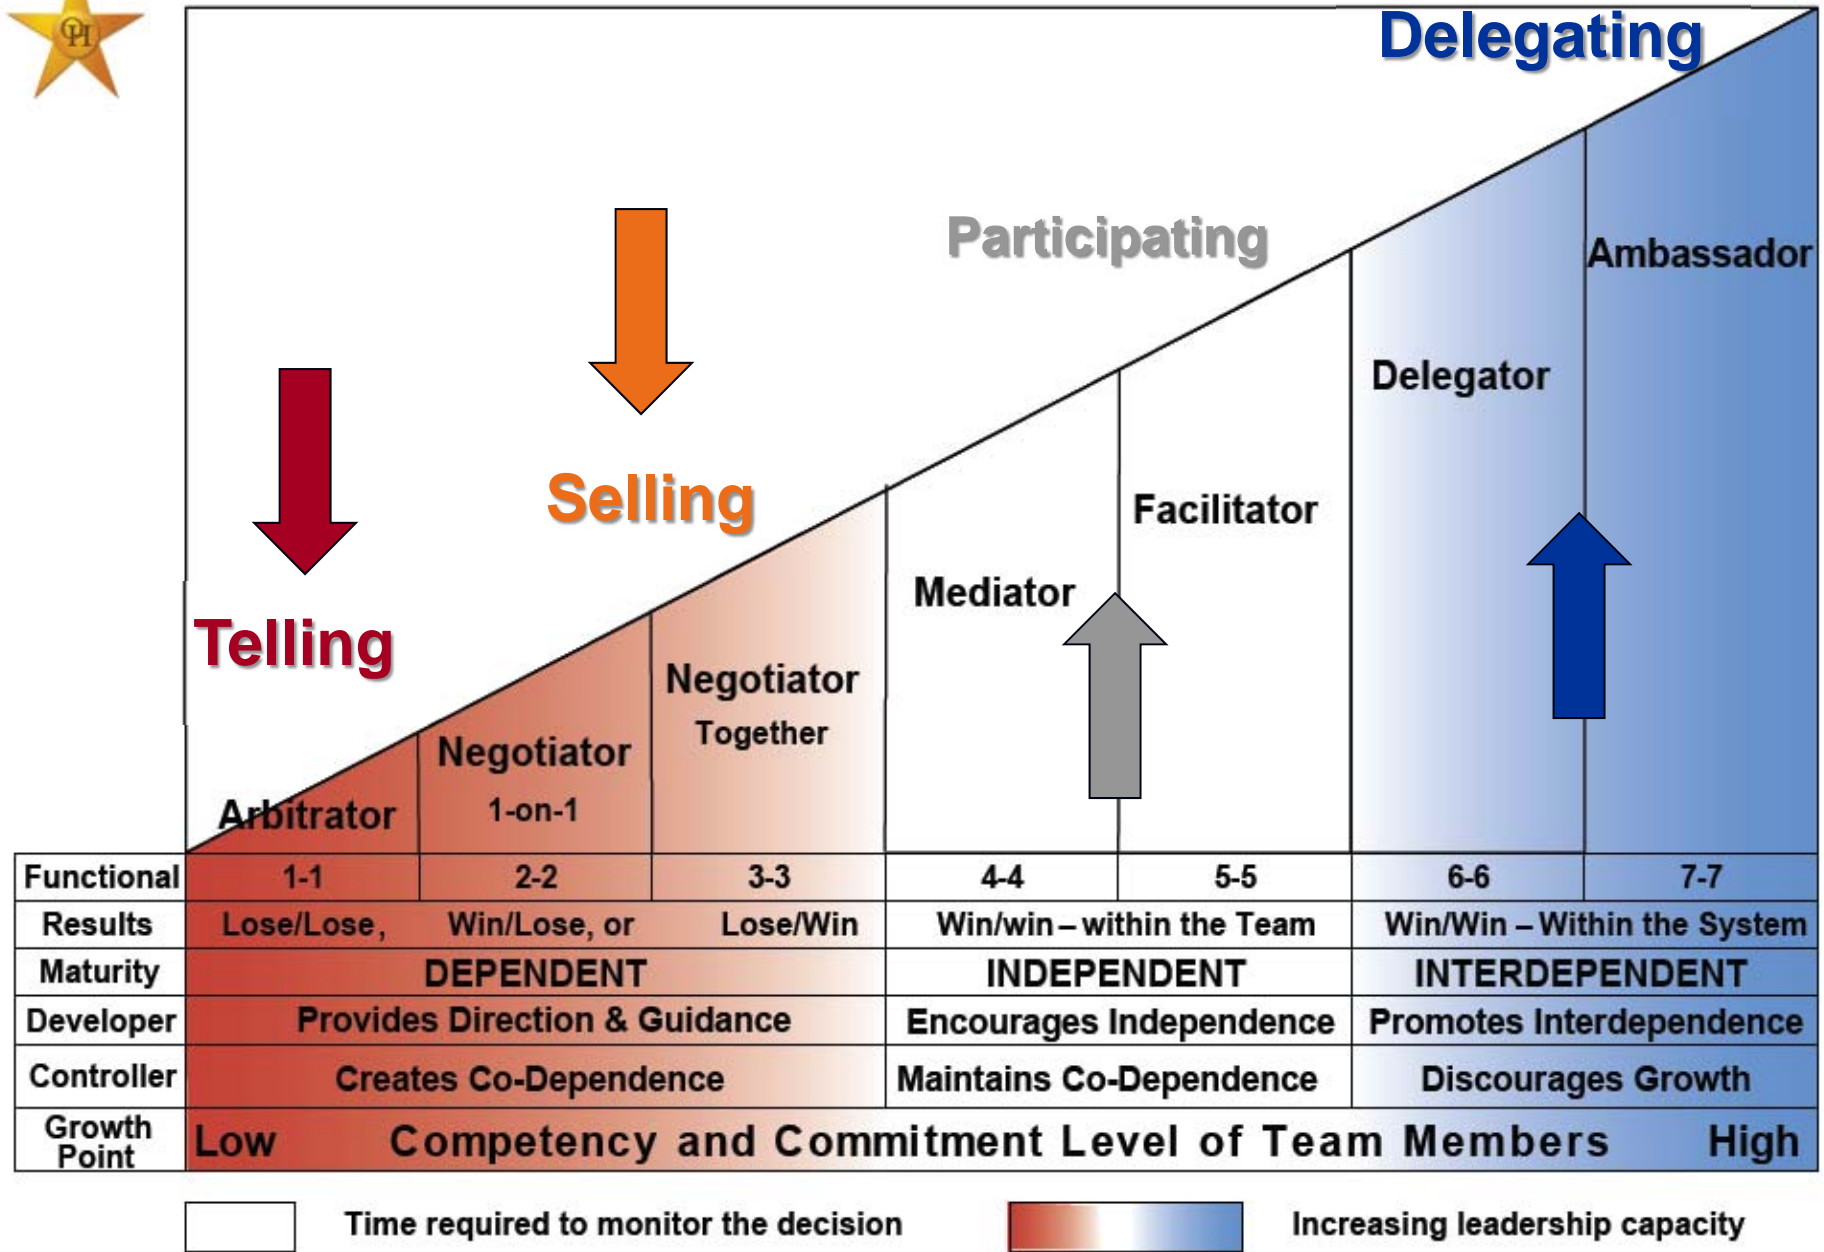 OH
Delegating
Participating
Ambassador
Delegator
Selling
Facilitator
Mediator
Telling
Negotiator
Together
Negotiator
1-on-1
Arbitrator
Functional 1-1 2-2 3-3 4-4 5-5 6-6 7-7
Results Lose/Lose, Win/Lose, or Lose/Win Win/win – within the Team Win/Win – Within the System
Maturity DEPENDENT INDEPENDENT INTERDEPENDENT
Developer Provides Direction & Guidance Encourages Independence Promotes Interdependence
Controller Creates Co-Dependence Maintains Co-Dependence Discourages Growth
Growth
Point
Low Competency and Commitment Level of Team Members High
Time required to monitor the decision Increasing leadership capacity